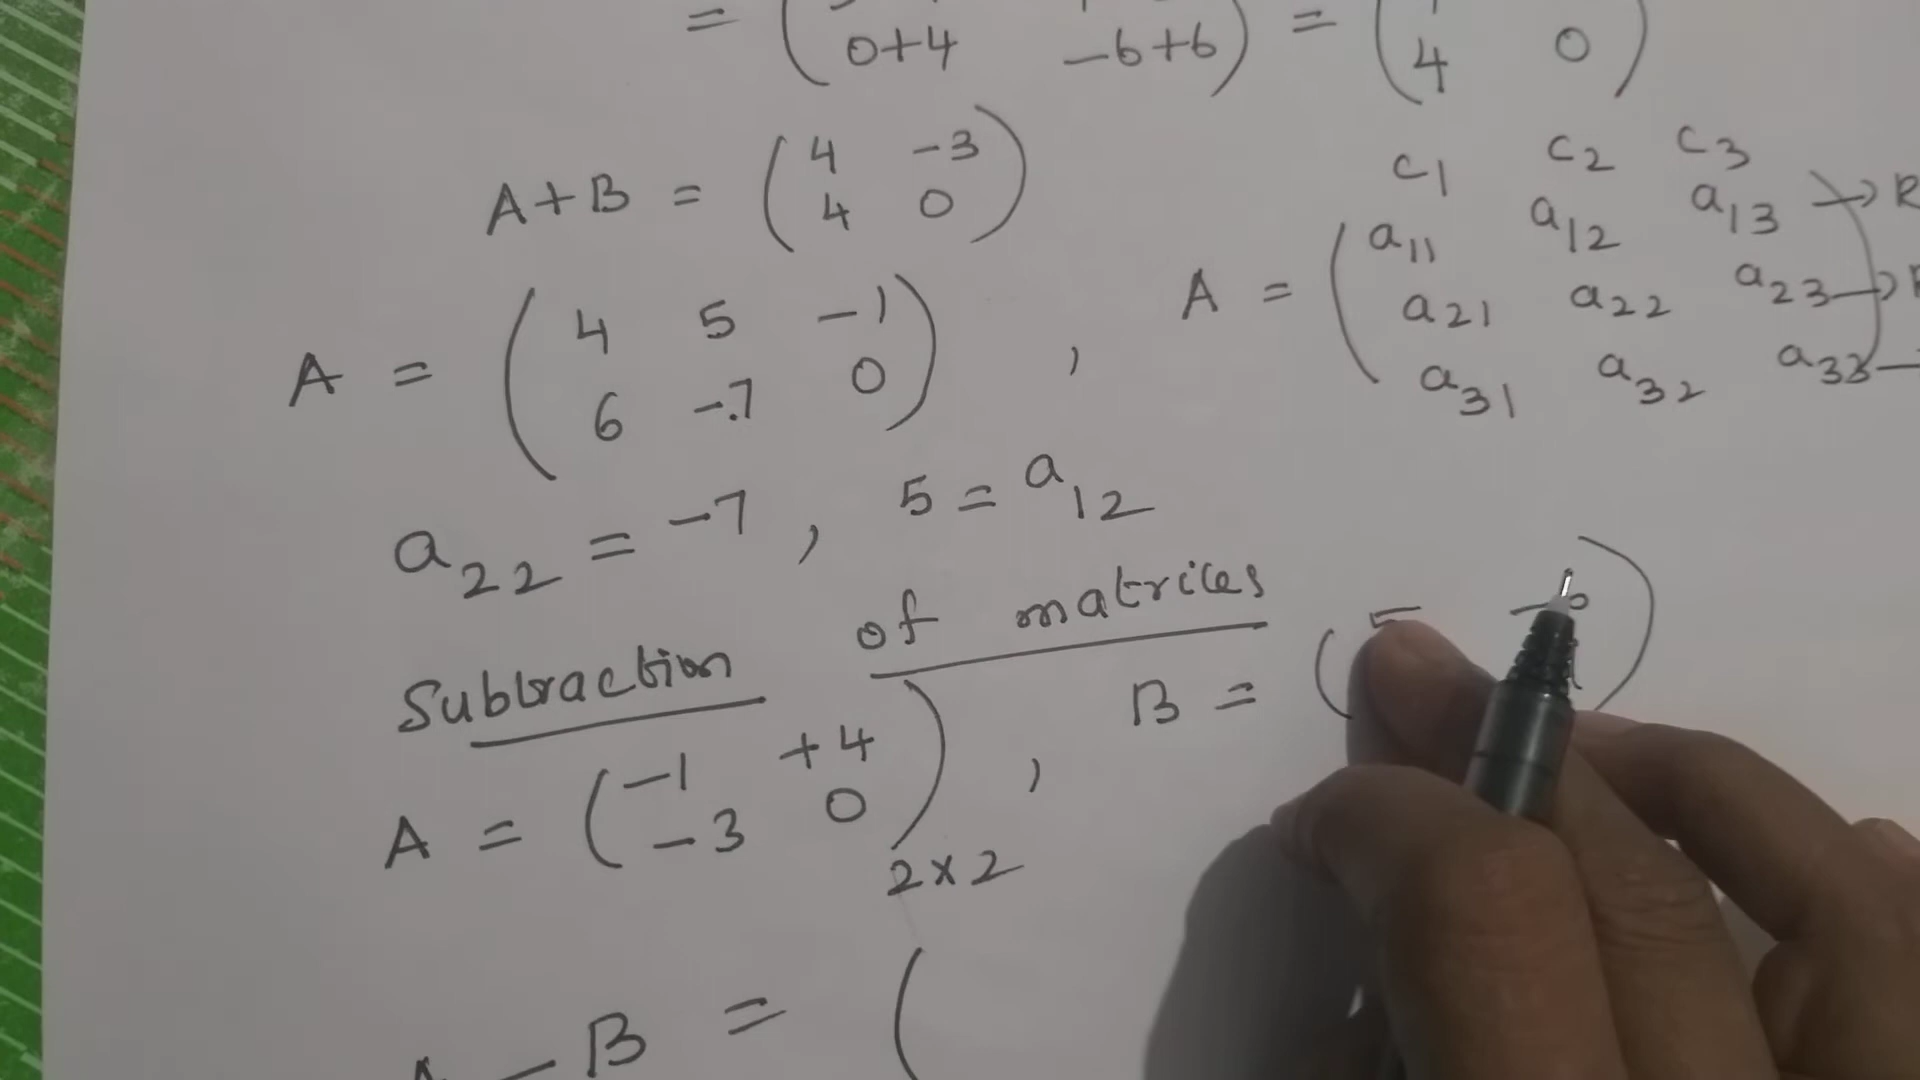 = ( 0+4 -6+6 ) = ( 4 0 )
A+B = ( 4 -3
4 0 )
A = ( 4 5 -1
6 -7 0 ) ,
c1 c2 c3
A = ( a11 a12 a13 ) → R
a21 a22 a23 →
a31 a32 a33
a22 = -7 , 5 = a12
Subtraction of matrices
A = ( -1 +4
-3 0 ) 2×2 ,
B = (
- B = (